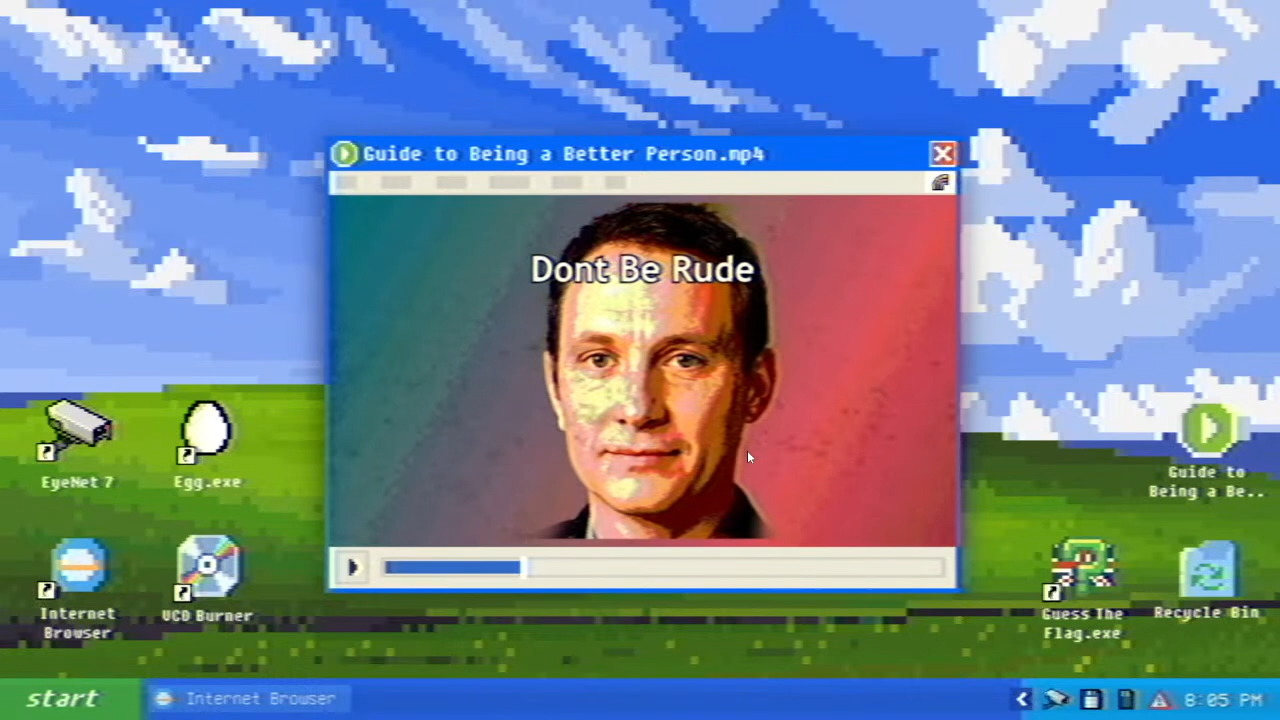 Guide to Being a Better Person.mp4
Dont Be Rude
EyeNet 7
Egg.exe
Guide to
Being a Be..
Internet
Browser
VCD Burner
Guess The
Flag.exe
Recycle Bin
start
Internet Browser
8:05 PM